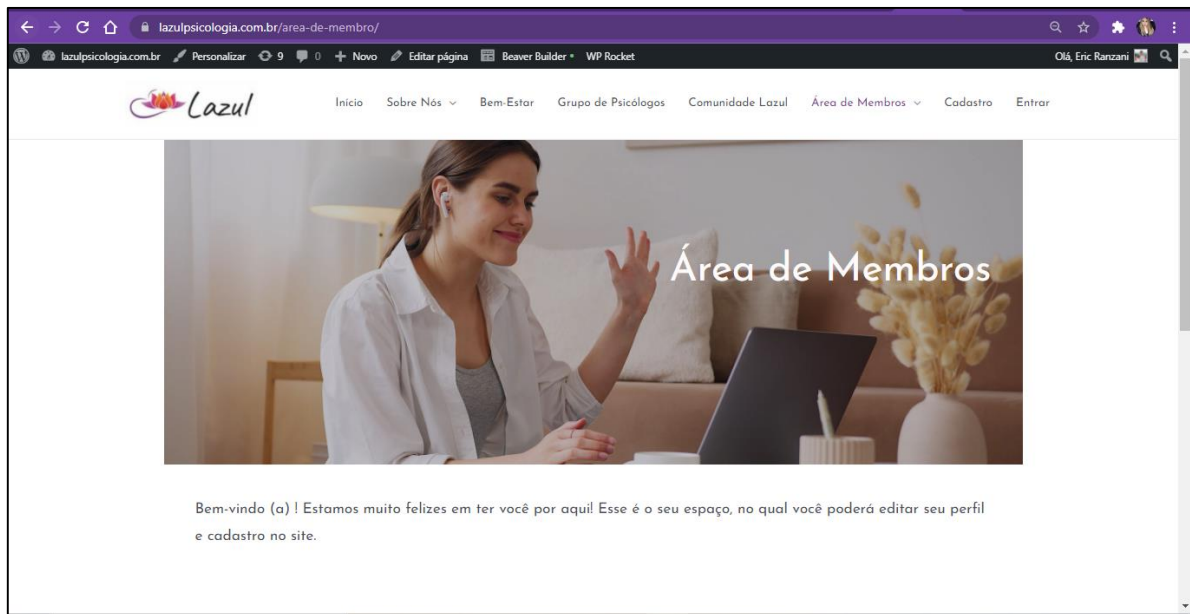 lazulpsicologia.com.br/area-de-membro/
lazulpsicologia.com.br Personalizar 9 0 + Novo Editar página Beaver Builder WP Rocket Olá, Eric Ranzani
Lazul Início Sobre Nós Bem-Estar Grupo de Psicólogos Comunidade Lazul Área de Membros Cadastro Entrar
Área de Membros
Bem-vindo (a) ! Estamos muito felizes em ter você por aqui! Esse é o seu espaço, no qual você poderá editar seu perfil
e cadastro no site.